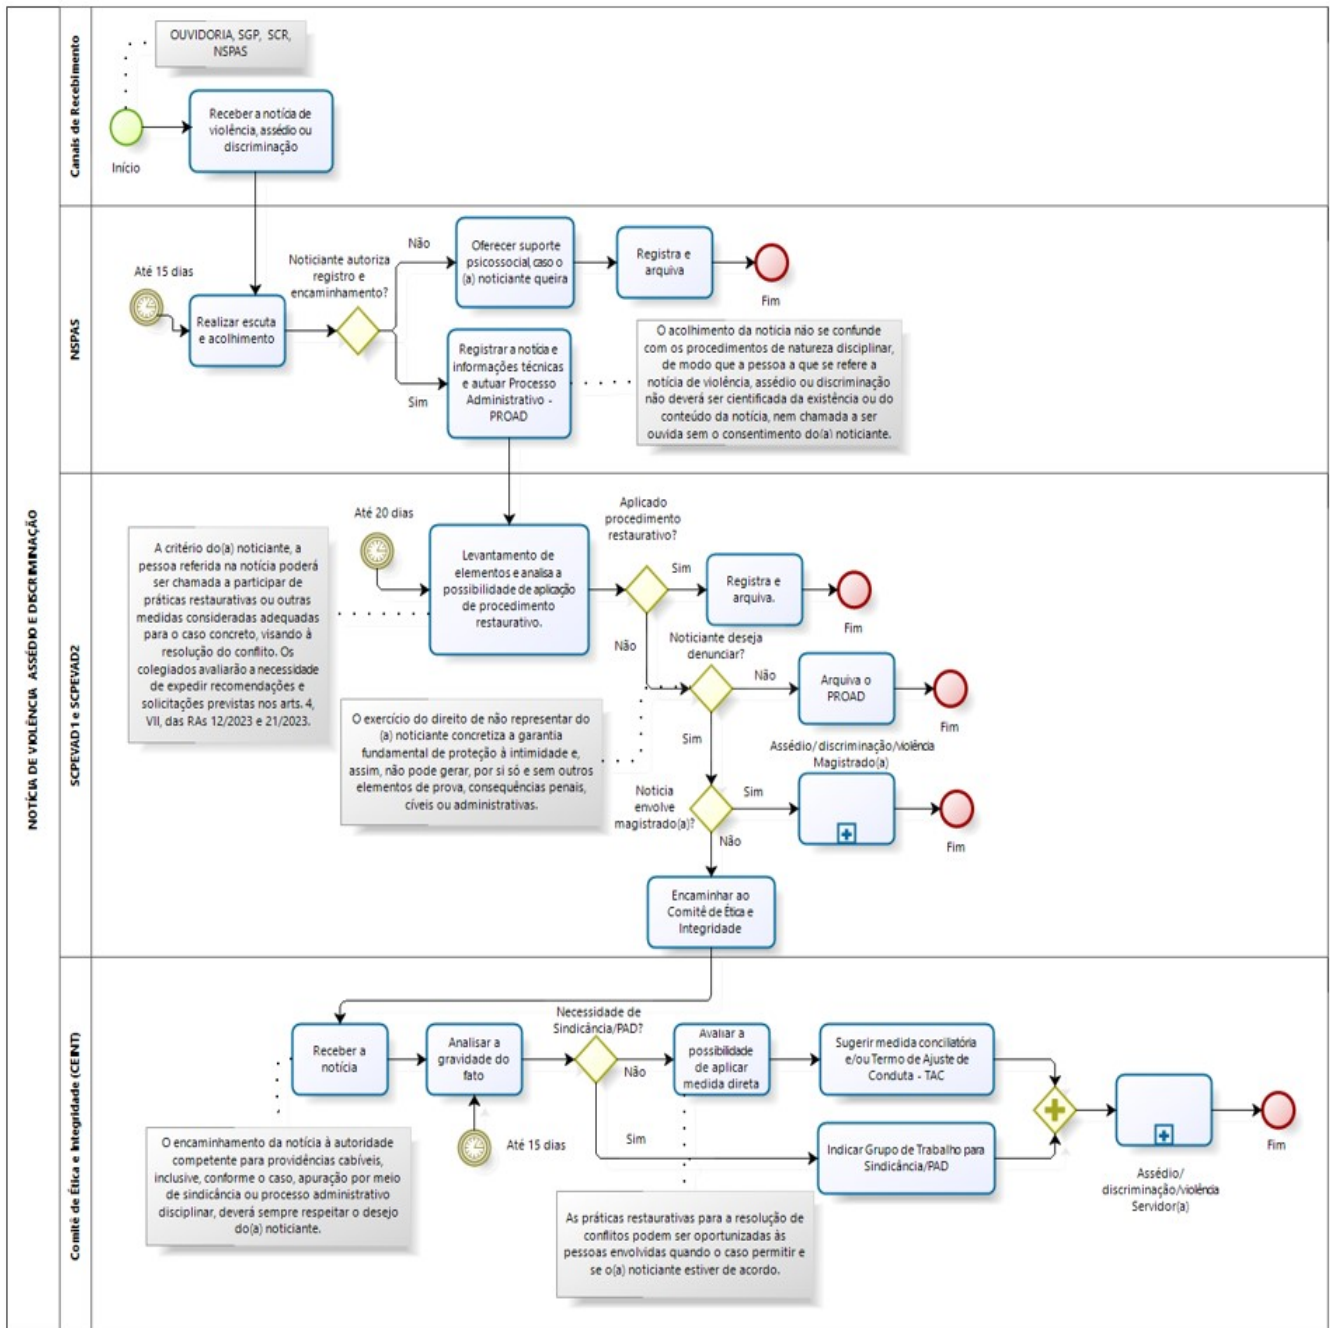 NOTÍCIA DE VIOLÊNCIA ASSÉDIO E DECRIMINAÇÃO
Canais de Recebimento
OUVIDORIA, SGP, SCR,
NSPAS
Início
Receber a notícia de
violência, assédio ou
discriminação
NSPAS
Até 15 dias
Realizar escuta
e acolhimento
Noticiante autoriza
registro e
encaminhamento?
Não
Oferecer suporte
psicossocial, caso o
(a) noticiante queira
Registra e
arquiva
Fim
Sim
Registrar a notícia e
informações técnicas
e autuar Processo
Administrativo -
PROAD
O acolhimento da notícia não se confunde
com os procedimentos de natureza disciplinar,
de modo que a pessoa a que se refere a
notícia de violência, assédio ou discriminação
não deverá ser cientificada da existência ou do
conteúdo da notícia, nem chamada a ser
ouvida sem o consentimento do(a) noticiante.
SCPEVAD1 e SCPEVAD2
A critério do(a) noticiante, a
pessoa referida na notícia poderá
ser chamada a participar de
práticas restaurativas ou outras
medidas consideradas adequadas
para o caso concreto, visando à
resolução do conflito. Os
colegiados avaliarão a necessidade
de expedir recomendações e
solicitações previstas nos arts. 4,
VII, das RAs 12/2023 e 21/2023.
Até 20 dias
Levantamento de
elementos e analisa a
possibilidade de aplicação
de procedimento
restaurativo.
Aplicado
procedimento
restaurativo?
Sim
Registra e
arquiva.
Fim
Não
Noticiante deseja
denunciar?
Não
Arquiva o
PROAD
Fim
O exercício do direito de não representar do
(a) noticiante concretiza a garantia
fundamental de proteção à intimidade e,
assim, não pode gerar, por si só e sem outros
elementos de prova, consequências penais,
cíveis ou administrativas.
Sim
Noticia
envolve
magistrado(a)?
Sim
Assédio/discriminação/violência
Magistrado(a)
Fim
Não
Encaminhar ao
Comitê de Ética e
Integridade
Comitê de Ética e Integridade (CEINT)
Receber a
notícia
Analisar a
gravidade do
fato
Até 15 dias
Necessidade de
Sindicância/PAD?
Não
Avaliar a
possibilidade
de aplicar
medida direta
Sugerir medida conciliatória
e/ou Termo de Ajuste de
Conduta - TAC
Sim
Indicar Grupo de Trabalho para
Sindicância/PAD
Assédio/
discriminação/violência
Servidor(a)
Fim
O encaminhamento da notícia à autoridade
competente para providências cabíveis,
inclusive, conforme o caso, apuração por meio
de sindicância ou processo administrativo
disciplinar, deverá sempre respeitar o desejo
do(a) noticiante.
As práticas restaurativas para a resolução de
conflitos podem ser oportunizadas às
pessoas envolvidas quando o caso permitir e
se o(a) noticiante estiver de acordo.